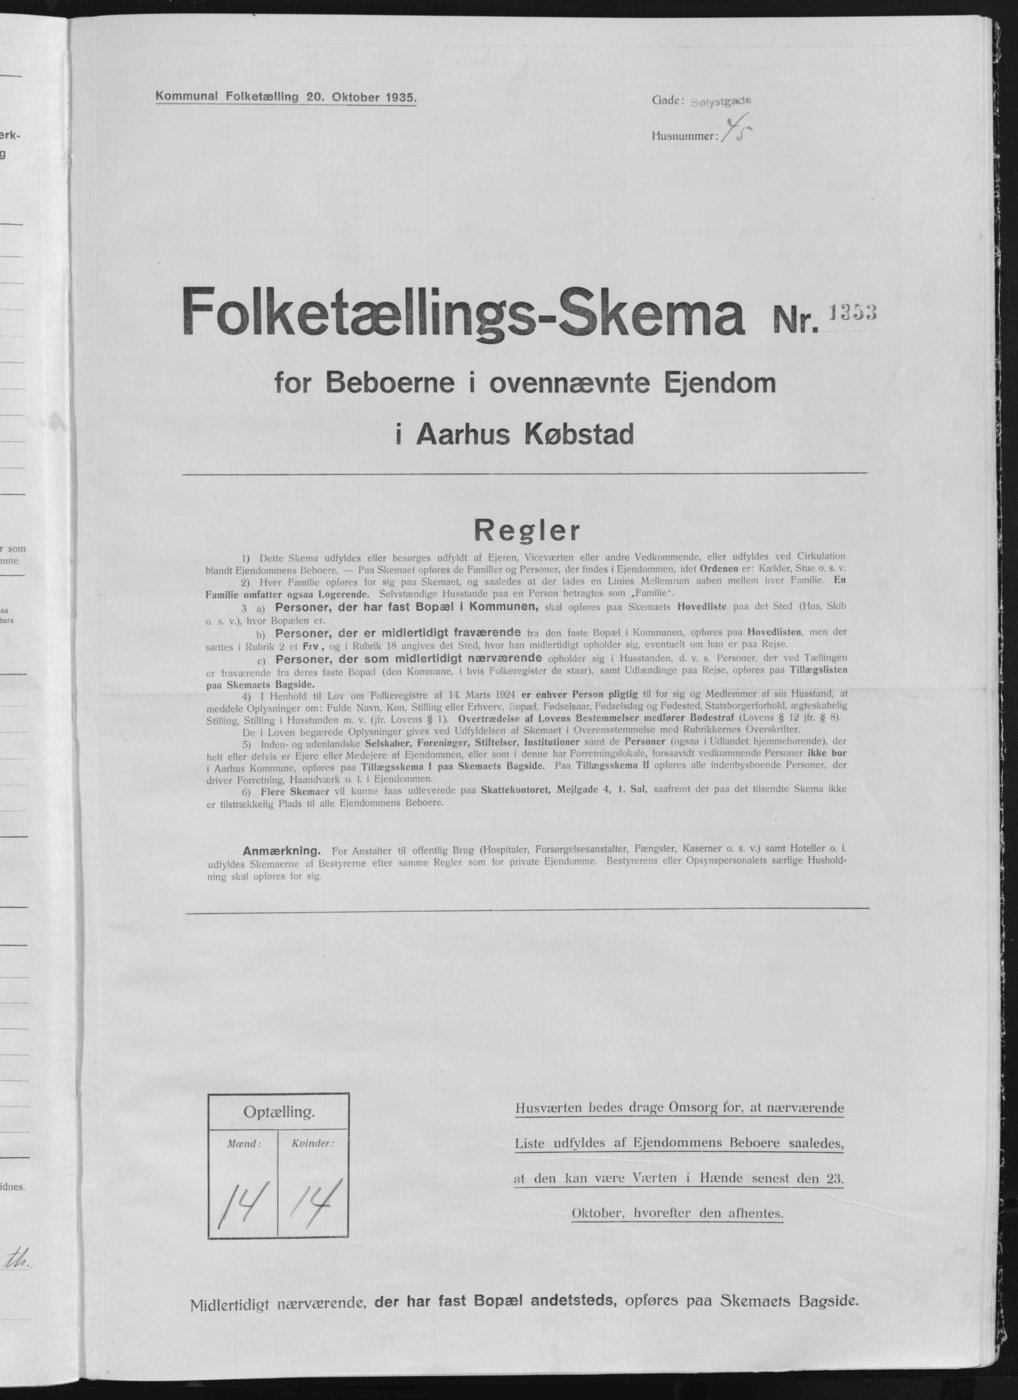 Kommunal Folketælling 20. Oktober 1935.
Gade: Sølystgade
Husnummer: 45
Folketællings-Skema Nr. 1353
for Beboerne i ovennævnte Ejendom
i Aarhus Købstad
Regler
1) Dette Skema udfyldes eller besørges udfyldt af Ejeren, Viceværten eller andre Vedkommende, eller udfyldes ved Cirkulation
blandt Ejendommens Beboere. — Paa Skemaet opføres de Familier og Personer, der findes i Ejendommen, idet Ordenen er: Kælder, Stue o. s. v.
2) Hver Familie opføres for sig paa Skemaet, og saaledes at der lades en Linies Mellemrum aaben mellem hver Familie. En
Familie omfatter ogsaa Logerende. Selvstændige Husstande paa en Person betragtes som „Familie“.
3 a) Personer, der har fast Bopæl i Kommunen, skal opføres paa Skemaets Hovedliste paa det Sted (Hus, Skib
o. s. v.), hvor Bopælen er.
b) Personer, der er midlertidigt fraværende fra den faste Bopæl i Kommunen, opføres paa Hovedlisten, men der
sættes i Rubrik 2 et Frv, og i Rubrik 18 angives det Sted, hvor han midlertidigt opholder sig, eventuelt om han er paa Rejse.
c) Personer, der som midlertidigt nærværende opholder sig i Husstanden, d. v. s. Personer, der ved Tællingen
er fraværende fra deres faste Bopæl (den Kommune, i hvis Folkeregister de staar), samt Udlændinge paa Rejse, opføres paa Tillægslisten
paa Skemaets Bagside.
4) I Henhold til Lov om Folkeregistre af 14. Marts 1924 er enhver Person pligtig til for sig og Medlemmer af sin Husstand, at
meddele Oplysninger om: Fulde Navn, Køn, Stilling eller Erhverv, Bopæl, Fødselsaar, Fødselsdag og Fødested, Statsborgerforhold, ægteskabelig
Stilling, Stilling i Husstanden m. v. (jfr. Lovens § 1). Overtrædelse af Lovens Bestemmelser medfører Bødestraf (Lovens § 12 jfr. § 8).
De i Loven begærede Oplysninger gives ved Udfyldelsen af Skemaet i Overensstemmelse med Rubrikkernes Overskrifter.
5) Inden- og udenlandske Selskaber, Foreninger, Stiftelser, Institutioner samt de Personer (ogsaa i Udlandet hjemmehørende), der
helt eller delvis er Ejere eller Medejere af Ejendommen, eller som i denne har Forretningslokale, forsaavidt vedkommende Personer ikke bor
i Aarhus Kommune, opføres paa Tillægsskema I paa Skemaets Bagside. Paa Tillægsskema II opføres alle indenbysboende Personer, der
driver Forretning, Haandværk o. l. i Ejendommen.
6) Flere Skemaer vil kunne faas udleverede paa Skattekontoret, Mejlgade 4, 1. Sal, saafremt der paa det tilsendte Skema ikke
er tilstrækkelig Plads til alle Ejendommens Beboere.
Anmærkning. For Anstalter til offentlig Brug (Hospitaler, Forsørgelsesanstalter, Fængsler, Kaserner o. s. v.) samt Hoteller o. l.
udfyldes Skemaerne af Bestyrerne efter samme Regler som for private Ejendomme. Bestyrerens eller Opsynspersonalets særlige Hushold-
ning skal opføres for sig.
Optælling.
Mænd: Kvinder:
14 14
Husværten bedes drage Omsorg for, at nærværende
Liste udfyldes af Ejendommens Beboere saaledes,
at den kan være Værten i Hænde senest den 23.
Oktober, hvorefter den afhentes.
Midlertidigt nærværende, der har fast Bopæl andetsteds, opføres paa Skemaets Bagside.